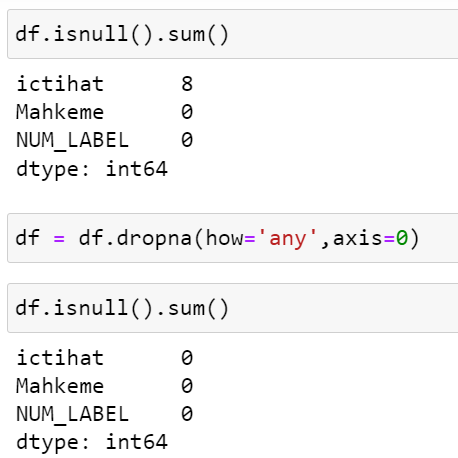 df.isnull().sum()
ictihat 8
Mahkeme 0
NUM_LABEL 0
dtype: int64
df = df.dropna(how='any',axis=0)
df.isnull().sum()
ictihat 0
Mahkeme 0
NUM_LABEL 0
dtype: int64